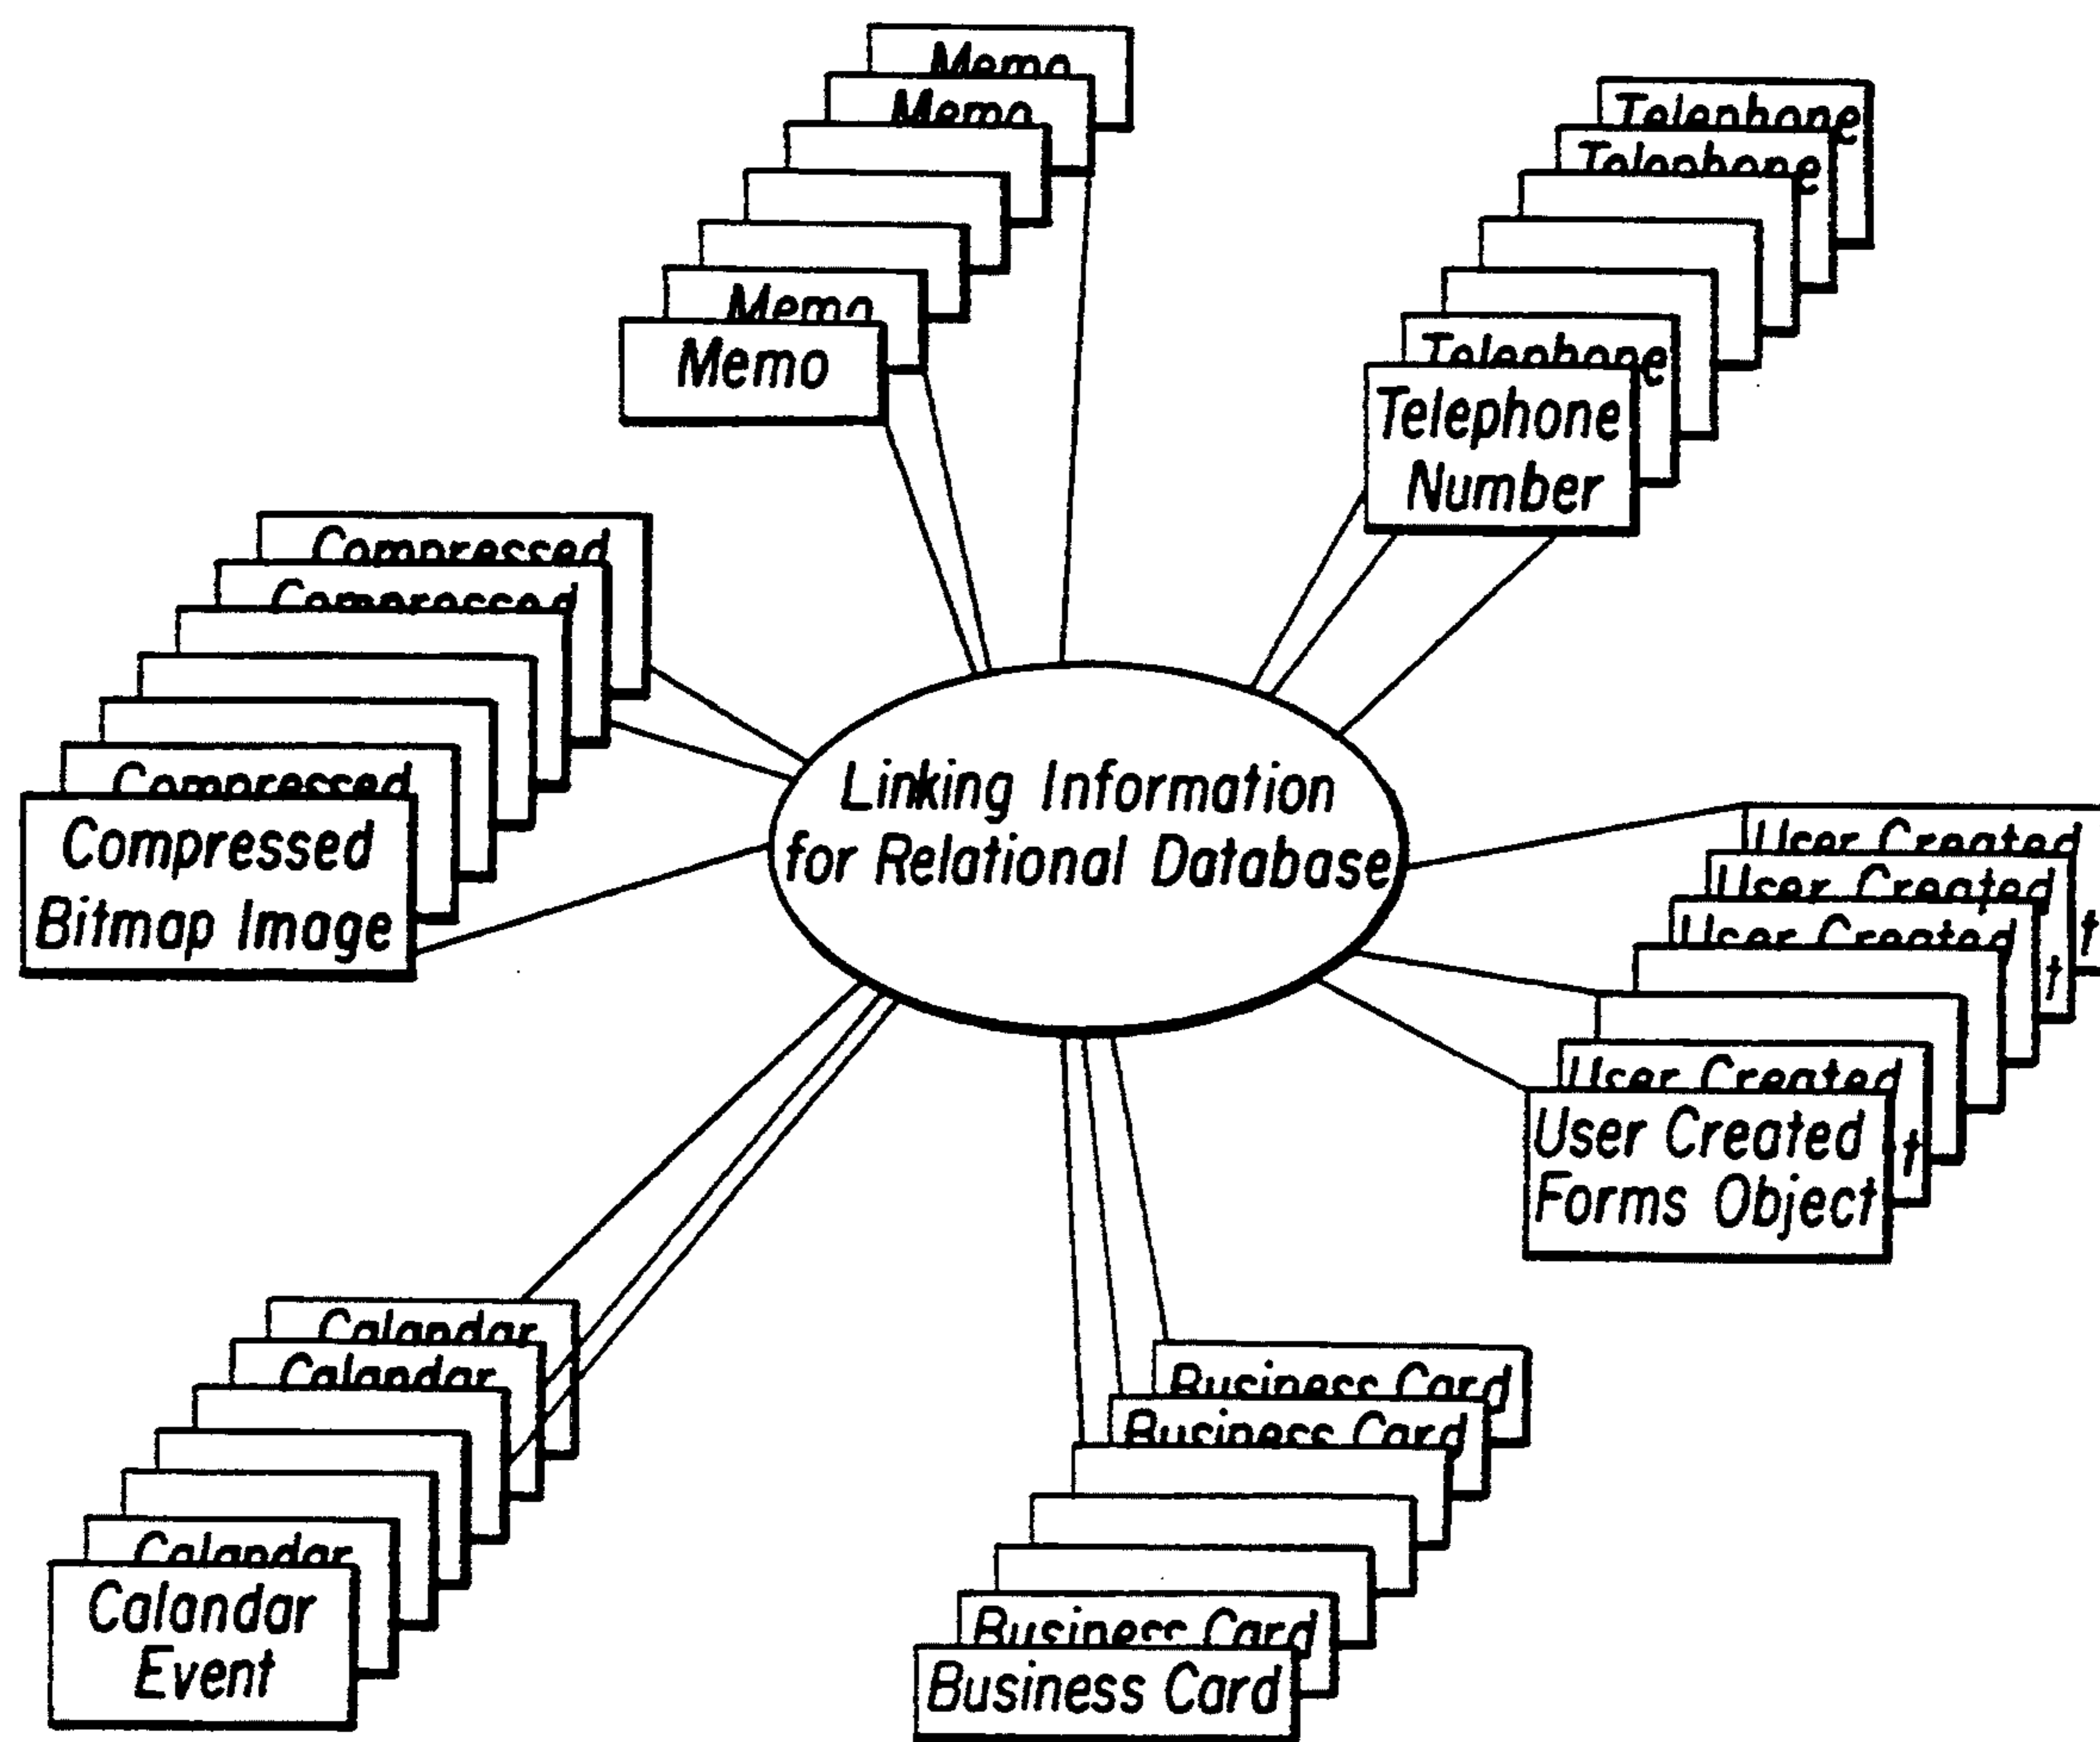 Memo
Memo
Memo
Memo
Telephone
Telephone
Telephone
Telephone
Number
Compressed
Compressed
Compressed
Compressed
Bitmap Image
Linking Information
for Relational Database
User Created
User Created
t
User Created
t
User Created
User Created
t
Forms Object
Calandar
Calandar
Calandar
Calandar
Event
Business Card
Business Card
Business Card
Business Card